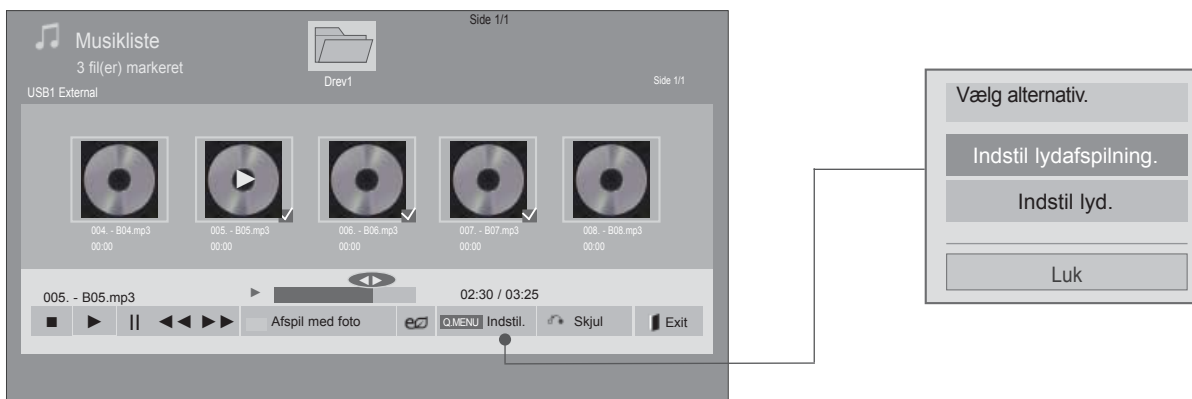 Side 1/1
Musikliste
3 fil(er) markeret
Drev1
Side 1/1
USB1 External
004. - B04.mp3
00:00
005. - B05.mp3
00:00
006. - B06.mp3
00:00
007. - B07.mp3
00:00
008. - B08.mp3
00:00
005. - B05.mp3
02:30 / 03:25
Afspil med foto
Q.MENU Indstil.
Skjul
Exit
Vælg alternativ.
Indstil lydafspilning.
Indstil lyd.
Luk